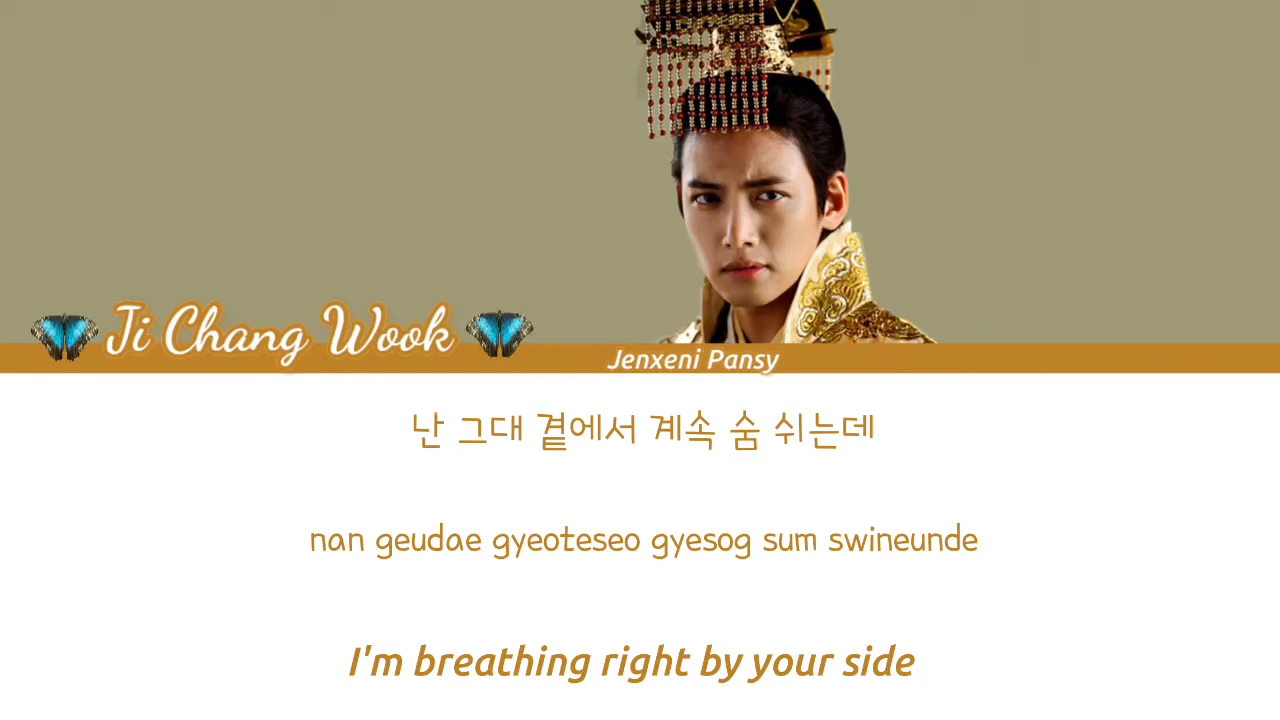 Ji Chang Wook
Jenxeni Pansy
난 그대 곁에서 계속 숨 쉬는데
nan geudae gyeoteseo gyesog sum swineunde
I'm breathing right by your side